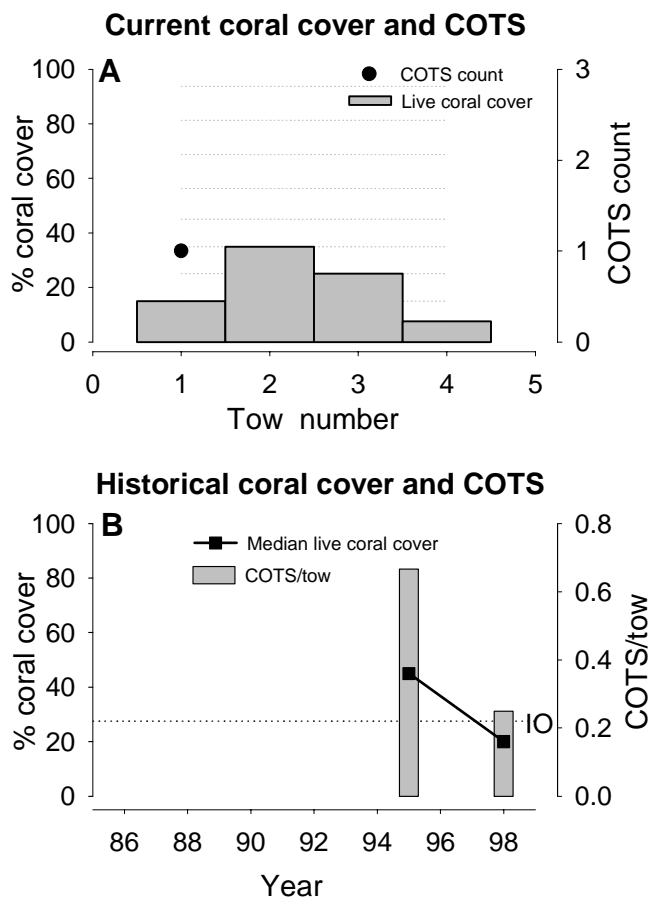 Current coral cover and COTS
A
COTS count
Live coral cover
100
80
60
40
20
0
% coral cover
3
2
1
0
COTS count
0 1 2 3 4 5
Tow number
Historical coral cover and COTS
B
Median live coral cover
COTS/tow
100
80
60
40
20
0
% coral cover
0.8
0.6
0.4
0.2
0.0
COTS/tow
IO
86 88 90 92 94 96 98
Year